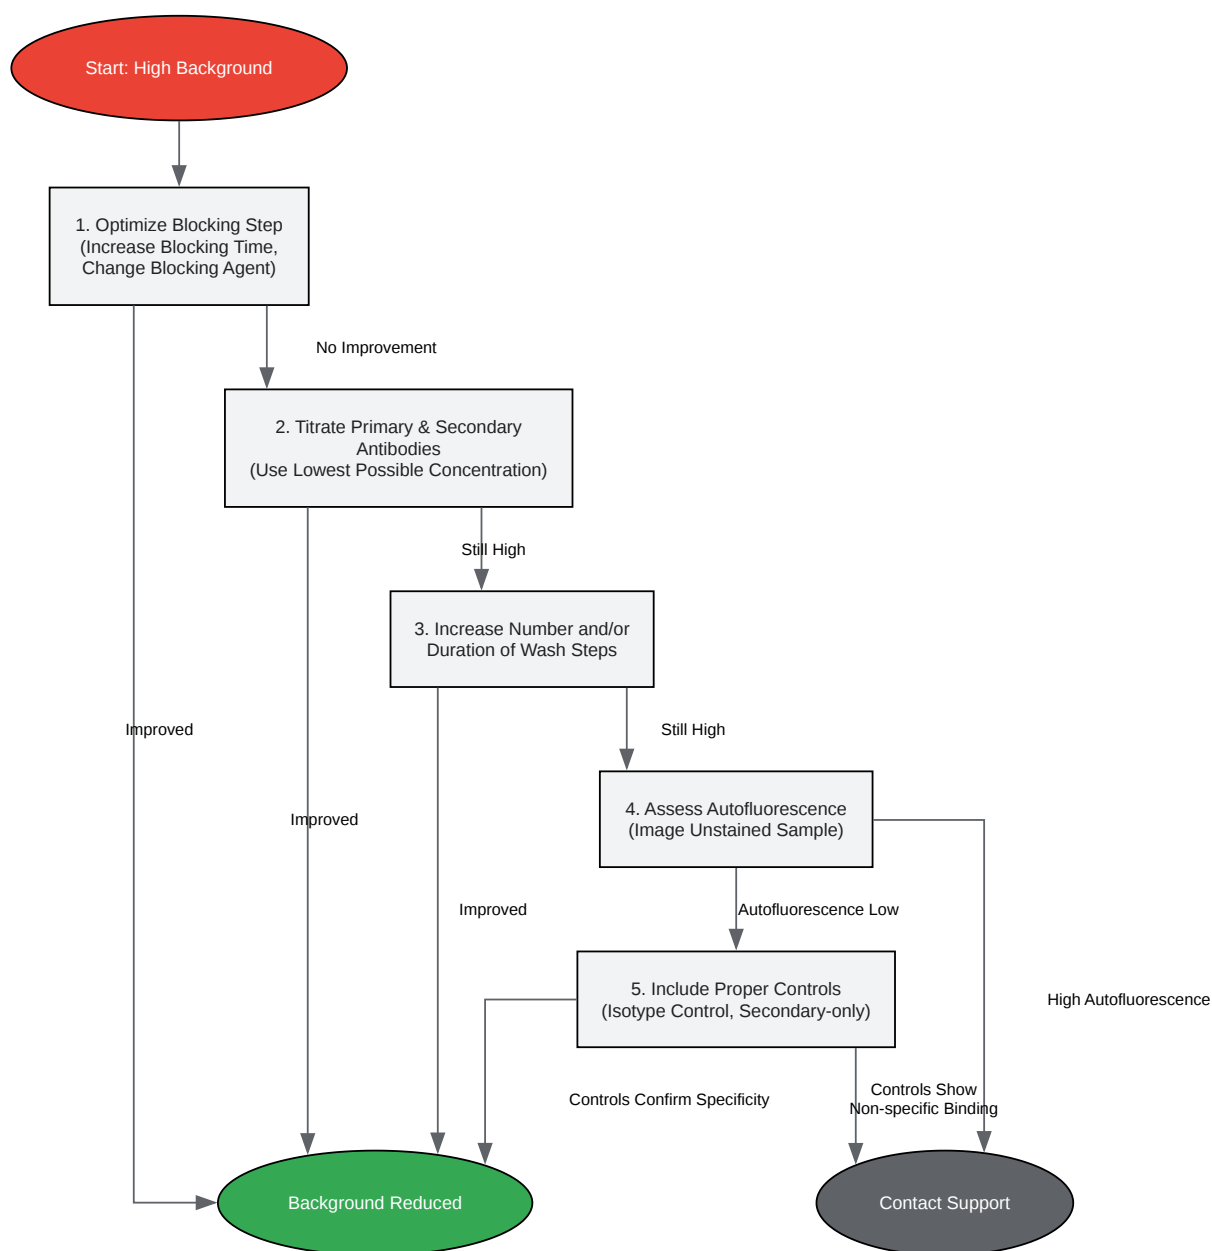 Start: High Background
1. Optimize Blocking Step
(Increase Blocking Time,
Change Blocking Agent)
No Improvement
2. Titrate Primary & Secondary
Antibodies
(Use Lowest Possible Concentration)
Still High
3. Increase Number and/or
Duration of Wash Steps
Improved
Still High
4. Assess Autofluorescence
(Image Unstained Sample)
Improved
Improved
Autofluorescence Low
5. Include Proper Controls
(Isotype Control, Secondary-only)
High Autofluorescence
Controls Confirm Specificity
Controls Show
Non-specific Binding
Background Reduced
Contact Support